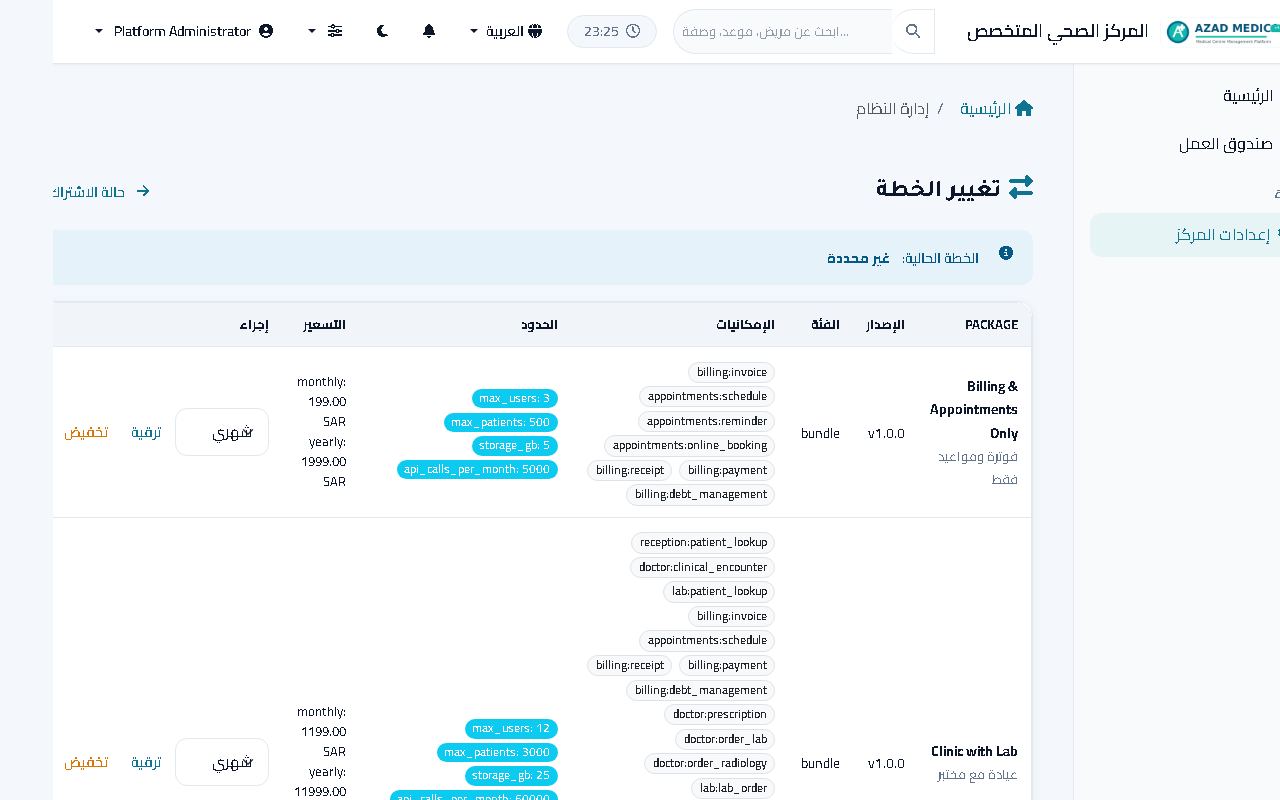 AZAD MEDIC
Medical Centre Management Platform
المركز الصحي المتخصص
ابحث عن مريض، موعد، وصفة...
23:25
العربية
Platform Administrator
الرئيسية
صندوق العمل
إعدادات المركز
الرئيسية / إدارة النظام
تغيير الخطة
حالة الاشتراك
الخطة الحالية: غير محددة
PACKAGE الإصدار الفئة الإمكانيات الحدود التسعير إجراء
Billing &
Appointments
Only
فوترة ومواعيد
فقط
v1.0.0
bundle
billing:invoice
appointments:schedule
appointments:reminder
appointments:online_booking
billing:payment billing:receipt
billing:debt_management
max_users: 3
max_patients: 500
storage_gb: 5
api_calls_per_month: 5000
monthly:
199.00
SAR
yearly:
1999.00
SAR
شهري
ترقية
تخفيض
Clinic with Lab
عيادة مع مختبر
v1.0.0
bundle
reception:patient_lookup
doctor:clinical_encounter
lab:patient_lookup
billing:invoice
appointments:schedule
billing:payment billing:receipt
billing:debt_management
doctor:prescription
doctor:order_lab
doctor:order_radiology
lab:lab_order
max_users: 12
max_patients: 3000
storage_gb: 25
api_calls_per_month: 60000
monthly:
1199.00
SAR
yearly:
11999.00
شهري
ترقية
تخفيض